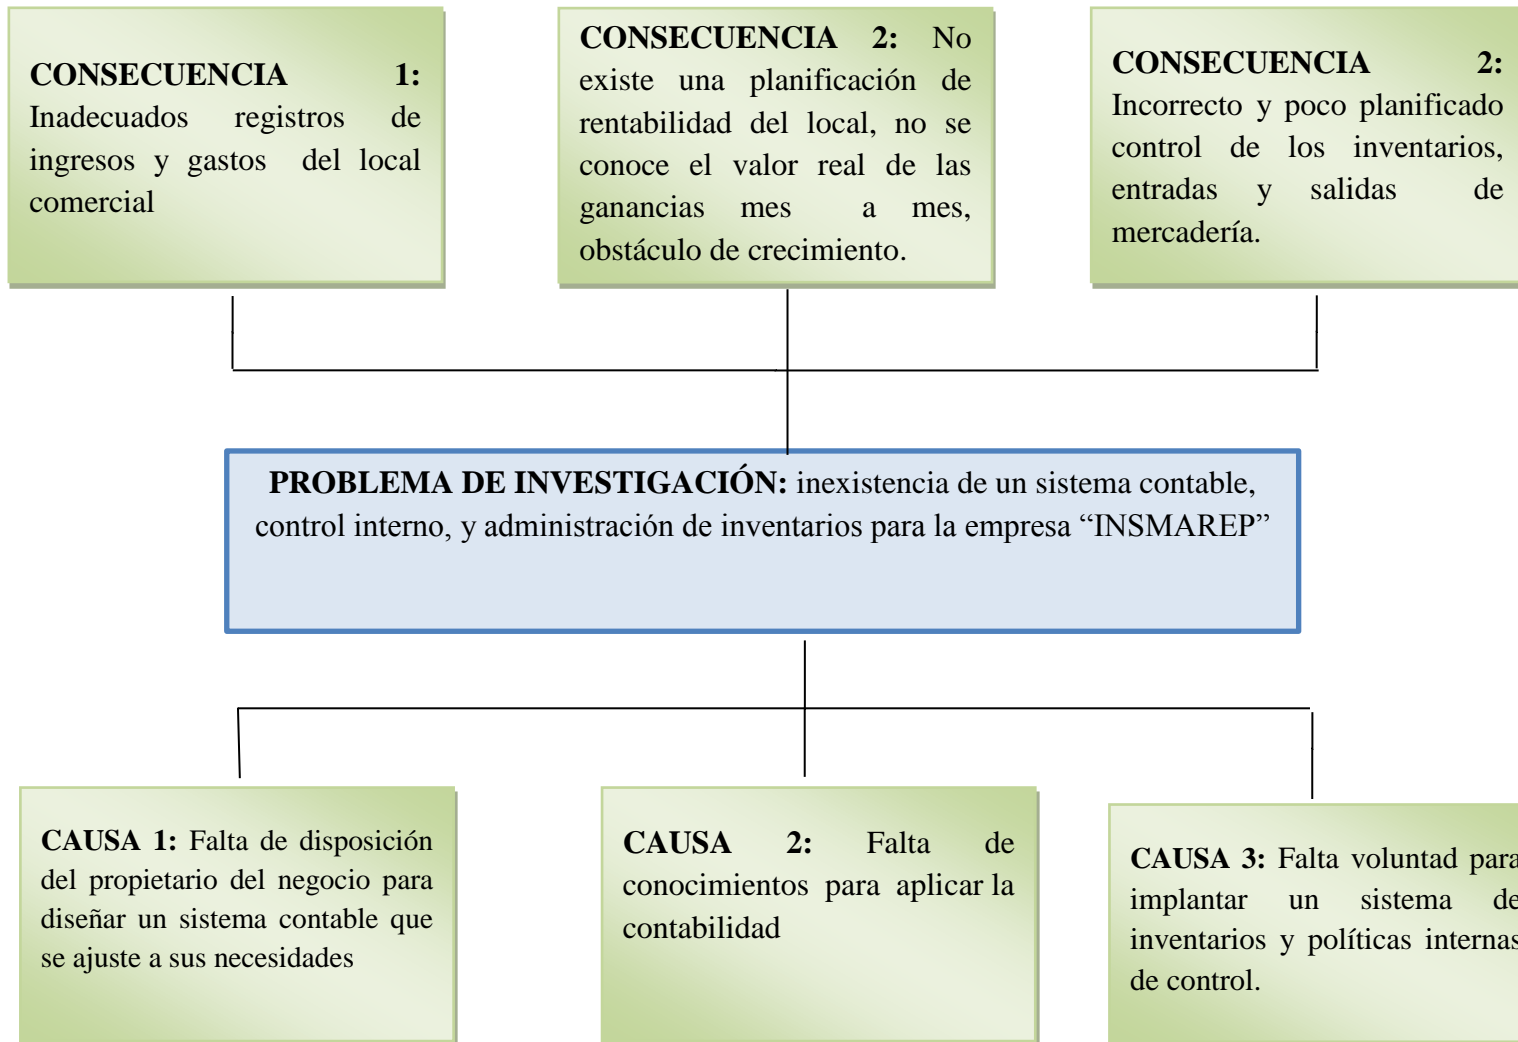 CONSECUENCIA 1:
Inadecuados registros de
ingresos y gastos del local
comercial
CONSECUENCIA 2: No
existe una planificación de
rentabilidad del local, no se
conoce el valor real de las
ganancias mes a mes,
obstáculo de crecimiento.
CONSECUENCIA 2:
Incorrecto y poco planificado
control de los inventarios,
entradas y salidas de
mercadería.
PROBLEMA DE INVESTIGACIÓN: inexistencia de un sistema contable,
control interno, y administración de inventarios para la empresa “INSMAREP”
CAUSA 1: Falta de disposición
del propietario del negocio para
diseñar un sistema contable que
se ajuste a sus necesidades
CAUSA 2: Falta de
conocimientos para aplicar la
contabilidad
CAUSA 3: Falta voluntad para
implantar un sistema de
inventarios y políticas internas
de control.